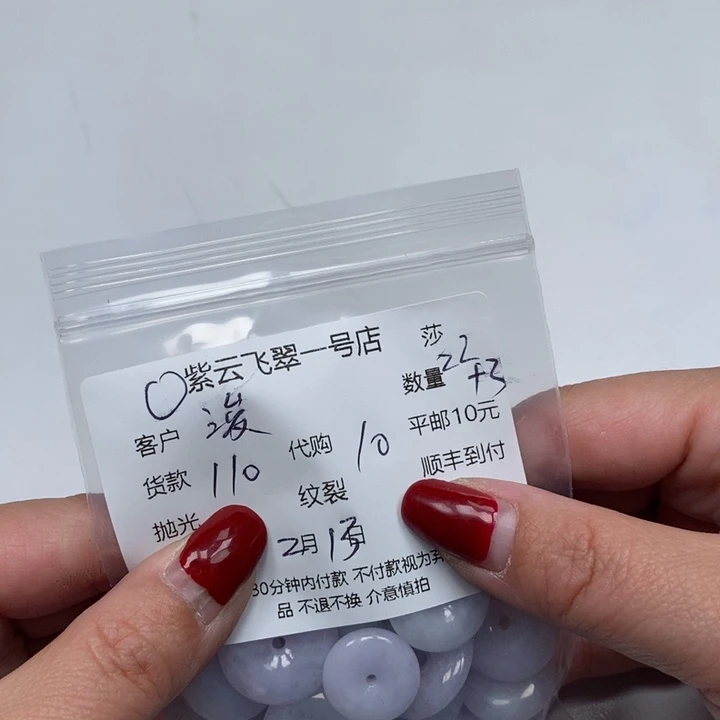 紫云飞翠一号店 莎
数量 22+3
客户
代购 10 平邮10元
货款 110 纹裂 顺丰到付
抛光
2月
30分钟内付款 不付款视为弃
品 不退不换 介意慎拍